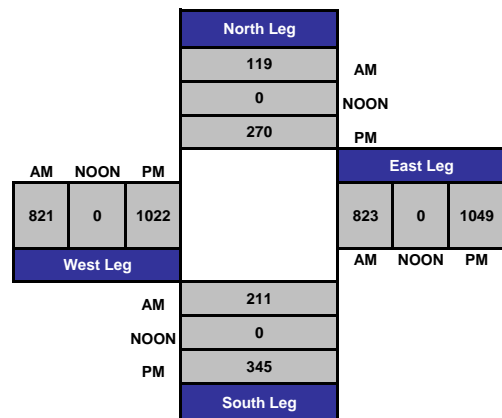 North Leg
119
AM
0
NOON
270
PM
AM NOON PM
East Leg
821 0 1022
823 0 1049
West Leg
AM NOON PM
AM
211
NOON
0
PM
345
South Leg